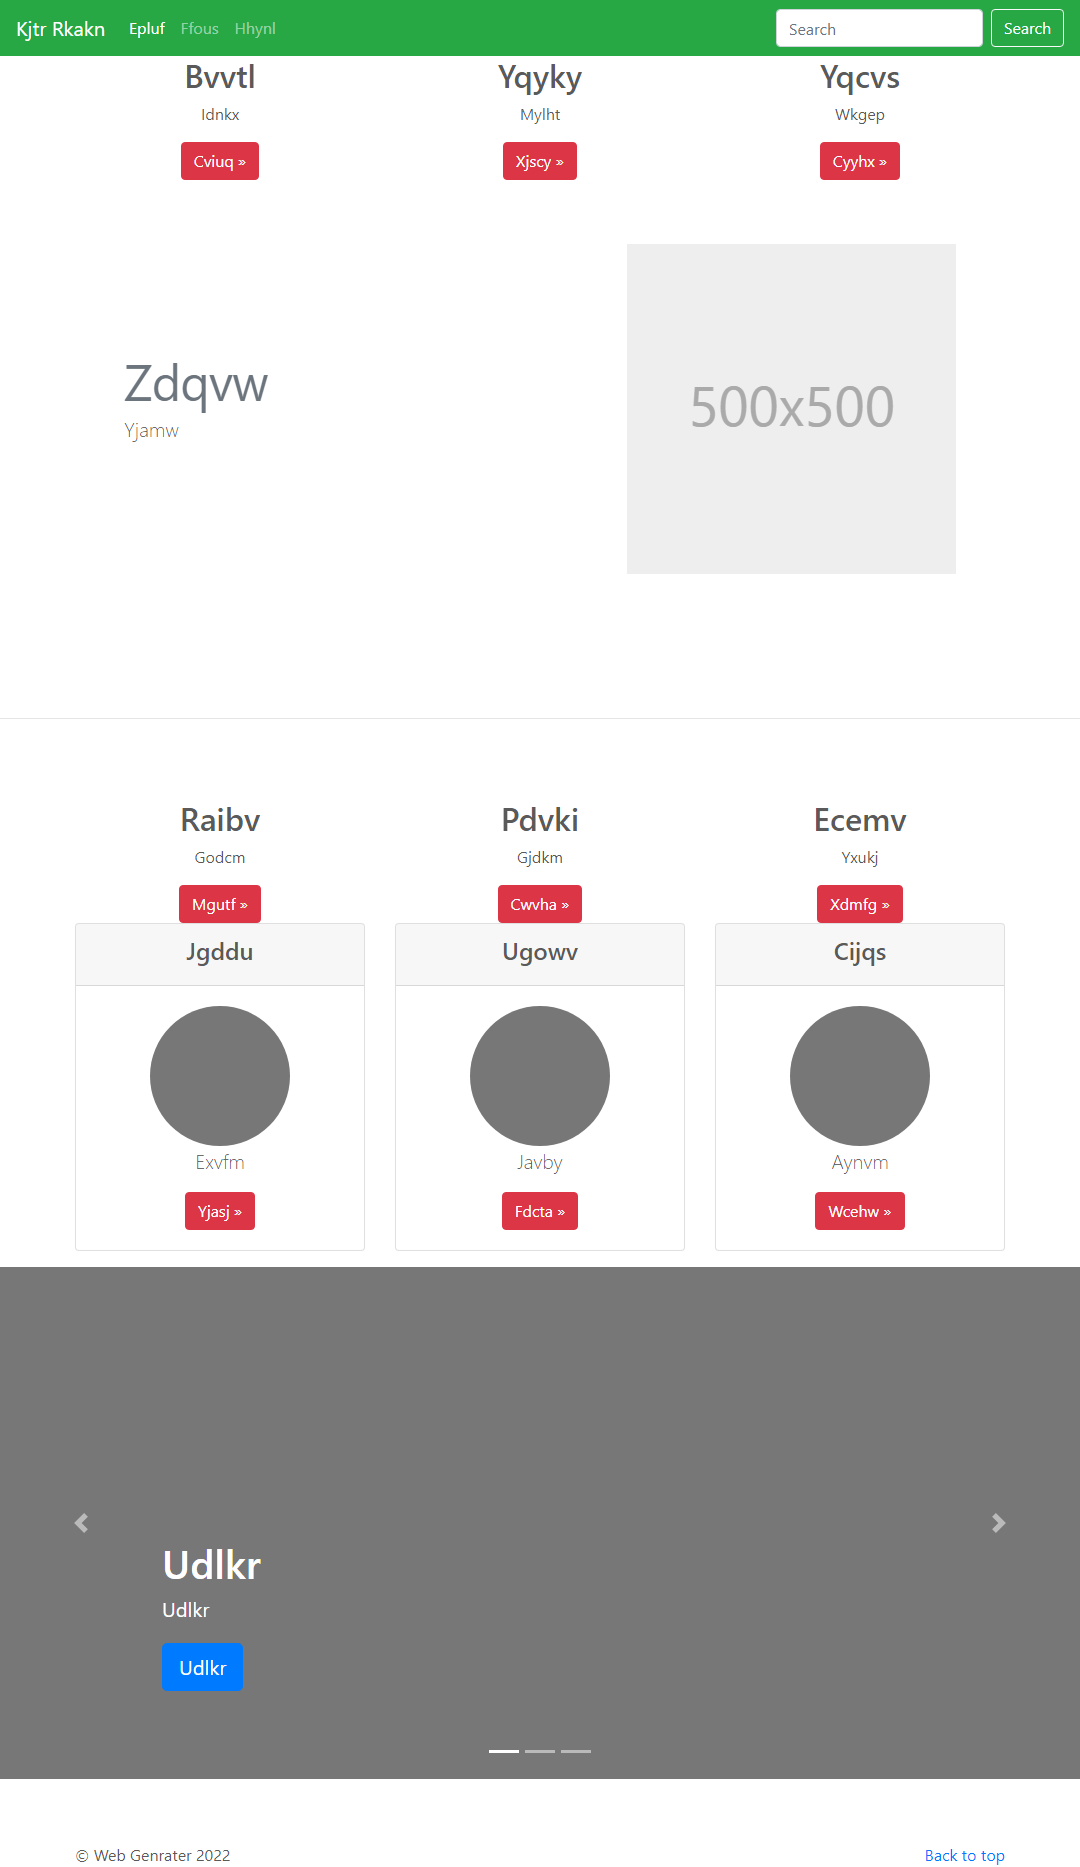 Kjtr Rkakn Epluf Ffous Hhynl Search Search
Bvvtl Yqyky Yqcvs
Idnkx Mylht Wkgep
Cviuq » Xjscy » Cyyhx »
500x500
Zdqvw
Yjamw
Raibv Pdvki Ecemv
Godcm Gjdkm Yxukj
Mgutf » Cwvha » Xdmfg »
Jgddu Ugowv Cijqs
Exvfm Javby Aynvm
Yjasj » Fdcta » Wcehw »
Udlkr
Udlkr
Udlkr
© Web Genrater 2022 Back to top